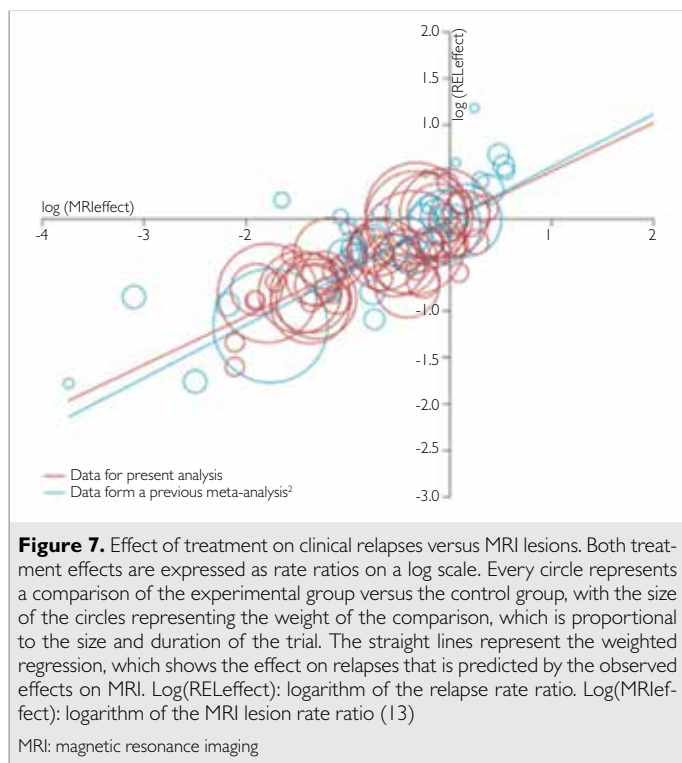 2.0
1.5
1.0
log (RELeffect)
log (MRIeffect)
-4 -3 -2 1 2
-1.0
-1.5
-2.0
-2.5
-3.0
Data for present analysis
Data form a previous meta-analysis²
Figure 7. Effect of treatment on clinical relapses versus MRI lesions. Both treat-
ment effects are expressed as rate ratios on a log scale. Every circle represents
a comparison of the experimental group versus the control group, with the size
of the circles representing the weight of the comparison, which is proportional
to the size and duration of the trial. The straight lines represent the weighted
regression, which shows the effect on relapses that is predicted by the observed
effects on MRI. Log(RELeffect): logarithm of the relapse rate ratio. Log(MRIef-
fect): logarithm of the MRI lesion rate ratio (13)
MRI: magnetic resonance imaging